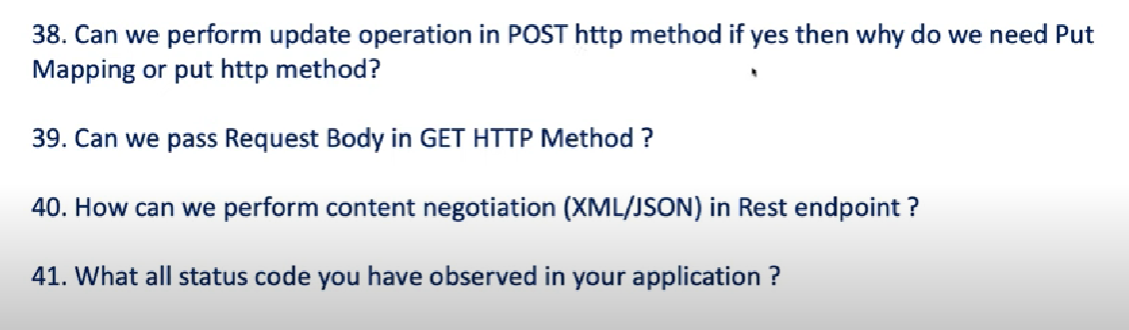 38. Can we perform update operation in POST http method if yes then why do we need Put
Mapping or put http method?
39. Can we pass Request Body in GET HTTP Method ?
40. How can we perform content negotiation (XML/JSON) in Rest endpoint ?
41. What all status code you have observed in your application ?